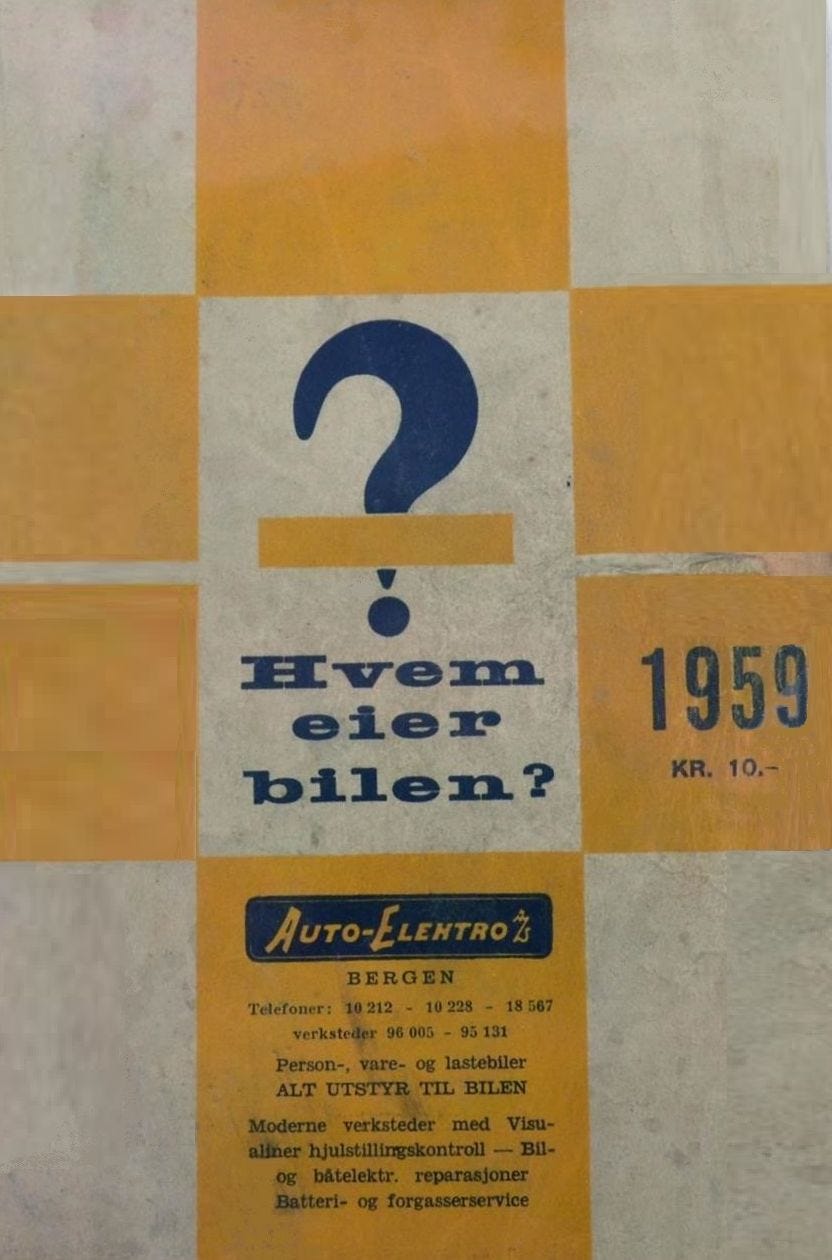 ?
Hvem
eier
bilen?
1959
KR. 10.-
AUTO-ELEKTRO A/S
BERGEN
Telefoner: 10 212 - 10 228 - 18 567
verksteder 96 005 - 95 131
Person-, vare- og lastebiler
ALT UTSTYR TIL BILEN
Moderne verksteder med Visu-
aliner hjulstillingskontroll — Bil-
og båtelektr. reparasjoner
Batteri- og forgasserservice